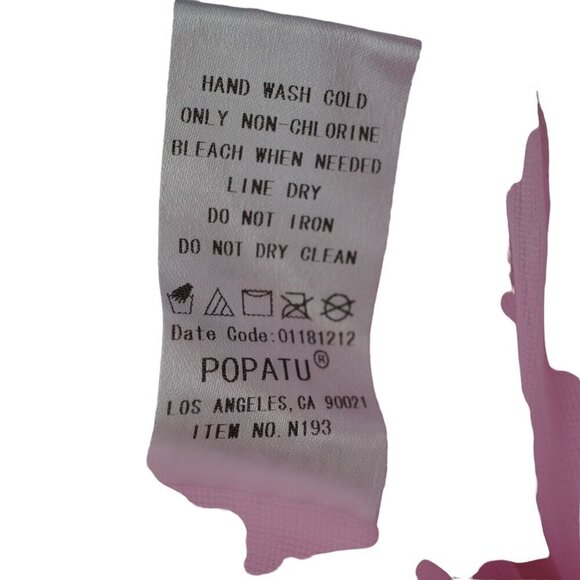 HAND WASH COLD
ONLY NON-CHLORINE
BLEACH WHEN NEEDED
LINE DRY
DO NOT IRON
DO NOT DRY CLEAN
Date Code:01181212
POPATU®
LOS ANGELES,CA 90021
ITEM NO.N193